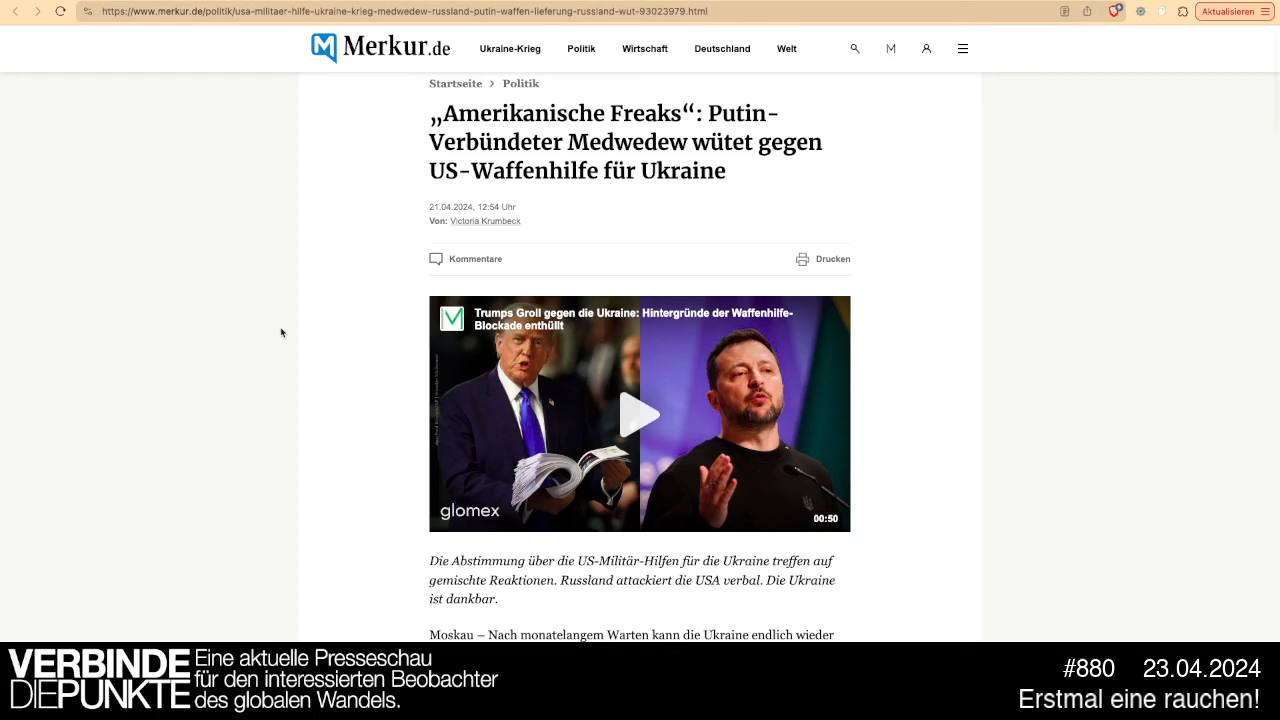 https://www.merkur.de/politik/usa-militaer-hilfe-ukraine-russland-medwedew-wut-93023979.html
Aktualisieren
Merkur.de
Ukraine-Krieg
Politik
Wirtschaft
Deutschland
Welt
Startseite > Politik
„Amerikanische Freaks“: Putin-
Verbündeter Medwedew wütet gegen
US-Waffenhilfe für Ukraine
21.04.2024, 12:54 Uhr
Von: Victoria Krumbeck
Kommentare
Drucken
Trumps Groll gegen die Ukraine: Hintergründe der Waffenhilfe-
Blockade enthüllt
glomex
00:50
Die Abstimmung über die US-Militär-Hilfen für die Ukraine treffen auf
gemischte Reaktionen. Russland attackiert die USA verbal. Die Ukraine
ist dankbar.
Moskau – Nach monatelangem Warten kann die Ukraine endlich wieder
VERBINDE
DIEPUNKTE
Eine aktuelle Presseschau
für den interessierten Beobachter
des globalen Wandels.
#880 23.04.2024
Erstmal eine rauchen!